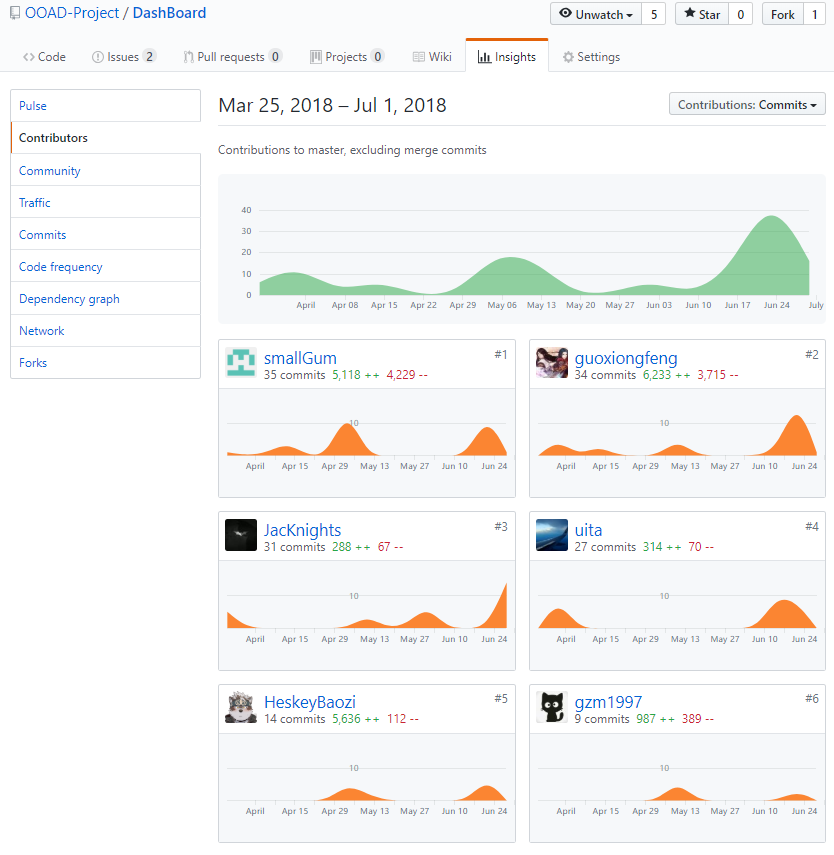 OOAD-Project / DashBoard
Unwatch 5 Star 0 Fork 1
Code Issues 2 Pull requests 0 Projects 0 Wiki Insights Settings
Pulse
Contributors
Community
Traffic
Commits
Code frequency
Dependency graph
Network
Forks
Mar 25, 2018 – Jul 1, 2018
Contributions: Commits
Contributions to master, excluding merge commits
40
30
20
10
0
April Apr 08 Apr 15 Apr 22 Apr 29 May 06 May 13 May 20 May 27 Jun 03 Jun 10 Jun 17 Jun 24 July
smallGum #1
35 commits 5,118 ++ 4,229 --
10
April Apr 15 Apr 29 May 13 May 27 Jun 10 Jun 24
guoxiongfeng #2
34 commits 6,233 ++ 3,715 --
10
April Apr 15 Apr 29 May 13 May 27 Jun 10 Jun 24
JacKnights #3
31 commits 288 ++ 67 --
10
April Apr 15 Apr 29 May 13 May 27 Jun 10 Jun 24
uita #4
27 commits 314 ++ 70 --
10
April Apr 15 Apr 29 May 13 May 27 Jun 10 Jun 24
HeskeyBaozi #5
14 commits 5,636 ++ 112 --
10
April Apr 15 Apr 29 May 13 May 27 Jun 10 Jun 24
gzm1997 #6
9 commits 987 ++ 389 --
10
April Apr 15 Apr 29 May 13 May 27 Jun 10 Jun 24